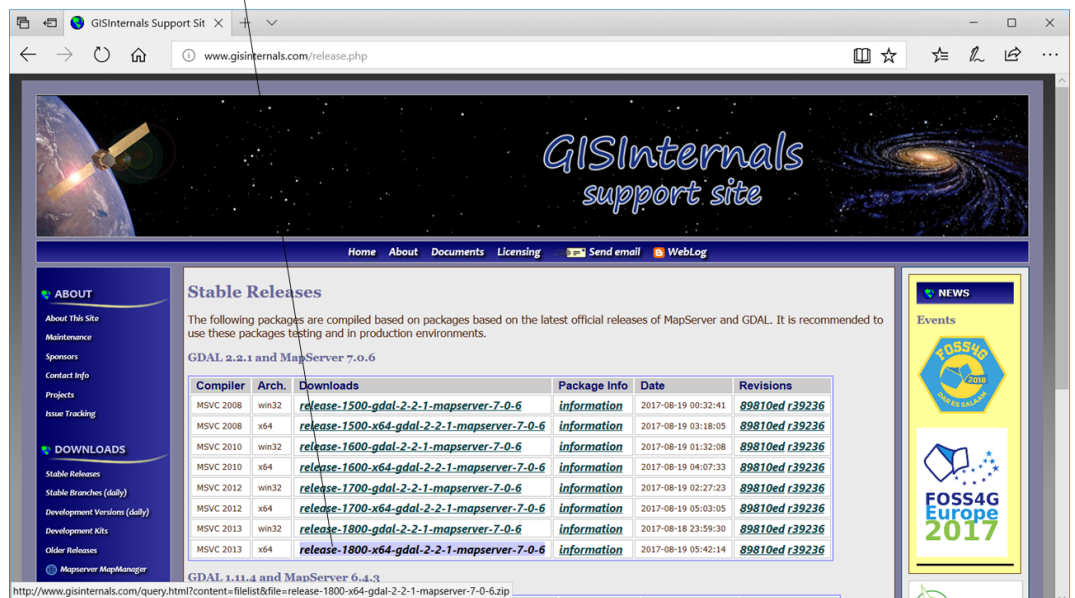 GISInternals Support Sit
www.gisinternals.com/release.php
GISInternals
support site
Home About Documents Licensing Send email WebLog
ABOUT
About This Site
Maintenance
Sponsors
Contact Info
Projects
Issue Tracking
DOWNLOADS
Stable Releases
Stable Branches (daily)
Development Versions (daily)
Development Kits
Older Releases
Mapserver MapManager
Stable Releases
The following packages are compiled based on packages based on the latest official releases of MapServer and GDAL. It is recommended to
use these packages testing and in production environments.
GDAL 2.2.1 and MapServer 7.0.6
Compiler Arch. Downloads Package Info Date Revisions
MSVC 2008 win32 release-1500-gdal-2-2-1-mapserver-7-0-6 information 2017-08-19 00:32:41 89810ed r39236
MSVC 2008 x64 release-1500-x64-gdal-2-2-1-mapserver-7-0-6 information 2017-08-19 03:18:05 89810ed r39236
MSVC 2010 win32 release-1600-gdal-2-2-1-mapserver-7-0-6 information 2017-08-19 01:32:08 89810ed r39236
MSVC 2010 x64 release-1600-x64-gdal-2-2-1-mapserver-7-0-6 information 2017-08-19 04:07:33 89810ed r39236
MSVC 2012 win32 release-1700-gdal-2-2-1-mapserver-7-0-6 information 2017-08-19 02:27:23 89810ed r39236
MSVC 2012 x64 release-1700-x64-gdal-2-2-1-mapserver-7-0-6 information 2017-08-19 05:03:05 89810ed r39236
MSVC 2013 win32 release-1800-gdal-2-2-1-mapserver-7-0-6 information 2017-08-18 23:59:30 89810ed r39236
MSVC 2013 x64 release-1800-x64-gdal-2-2-1-mapserver-7-0-6 information 2017-08-19 05:42:14 89810ed r39236
GDAL 1.11.4 and MapServer 6.4.3
NEWS
Events
FOSS4G
2018
DAR ES SALAAM
FOSS4G
Europe
2017
http://www.gisinternals.com/query.html?content=filelist&file=release-1800-x64-gdal-2-2-1-mapserver-7-0-6.zip